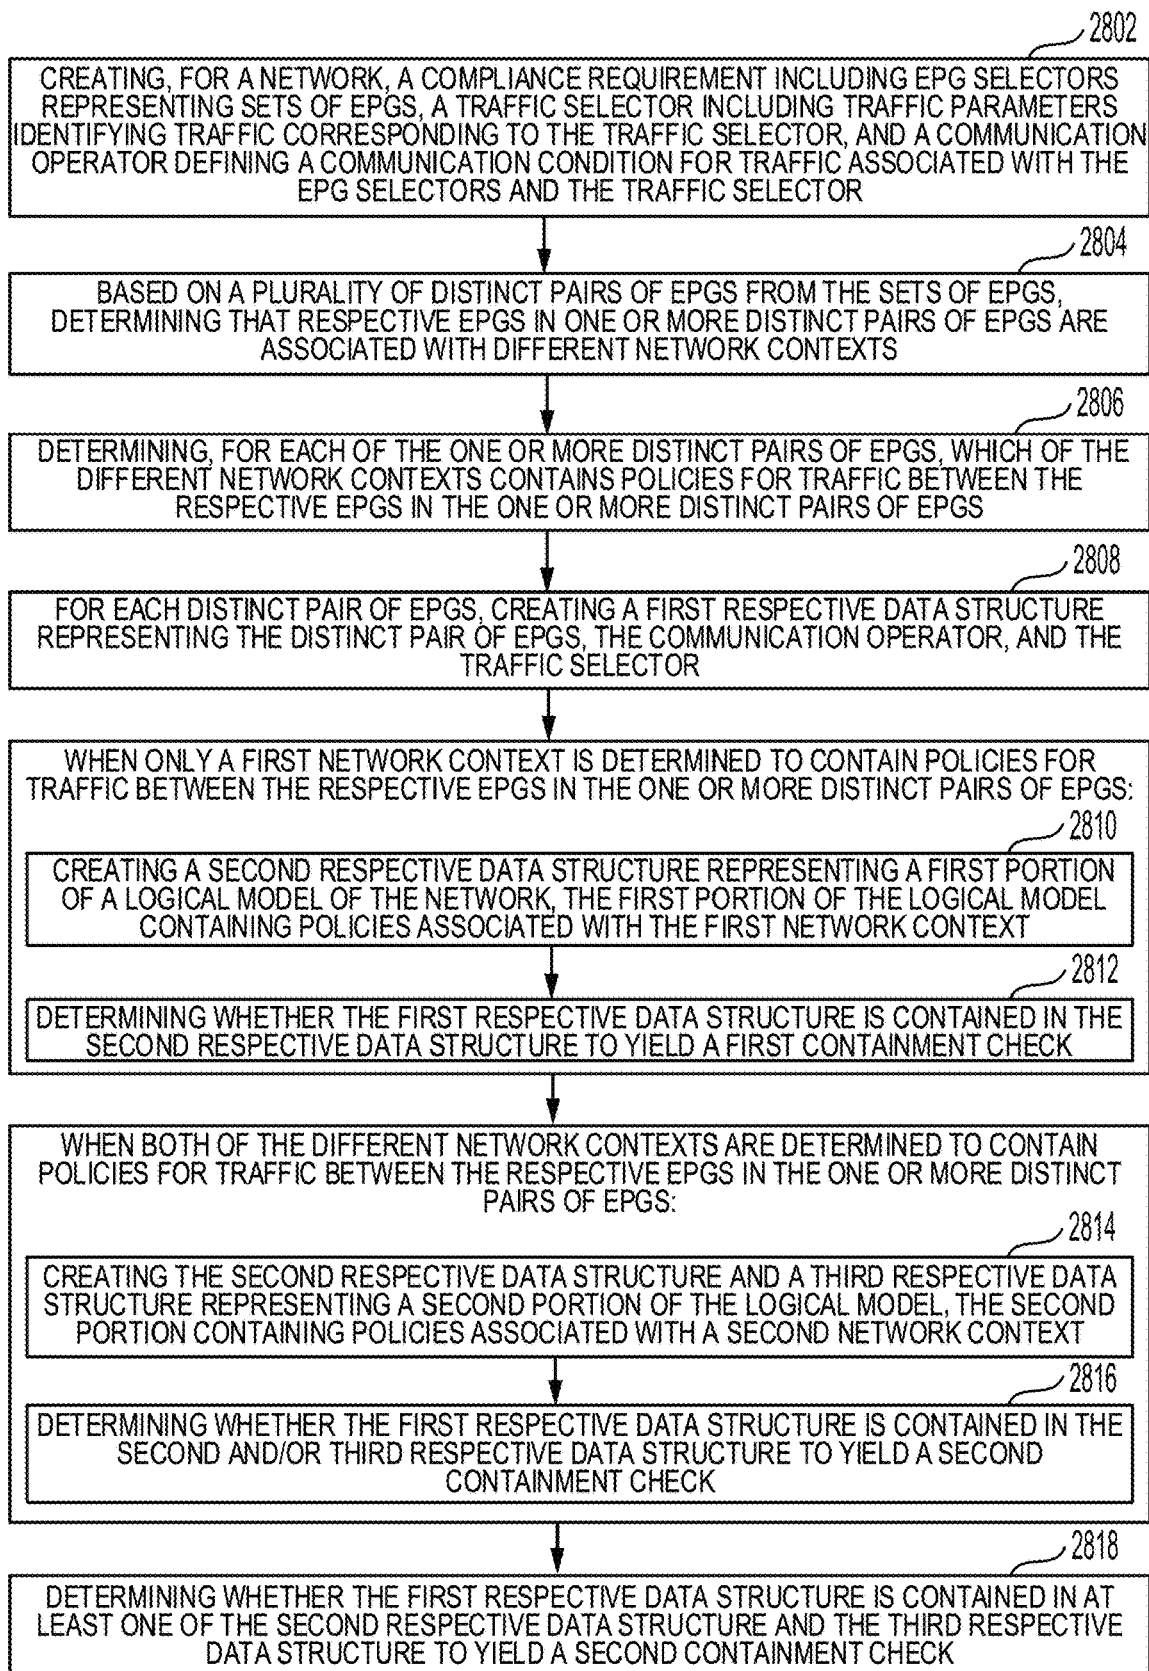 2802
CREATING, FOR A NETWORK, A COMPLIANCE REQUIREMENT INCLUDING EPG SELECTORS
REPRESENTING SETS OF EPGS, A TRAFFIC SELECTOR INCLUDING TRAFFIC PARAMETERS
IDENTIFYING TRAFFIC CORRESPONDING TO THE TRAFFIC SELECTOR, AND A COMMUNICATION
OPERATOR DEFINING A COMMUNICATION CONDITION FOR TRAFFIC ASSOCIATED WITH THE
EPG SELECTORS AND THE TRAFFIC SELECTOR
2804
BASED ON A PLURALITY OF DISTINCT PAIRS OF EPGS FROM THE SETS OF EPGS,
DETERMINING THAT RESPECTIVE EPGS IN ONE OR MORE DISTINCT PAIRS OF EPGS ARE
ASSOCIATED WITH DIFFERENT NETWORK CONTEXTS
2806
DETERMINING, FOR EACH OF THE ONE OR MORE DISTINCT PAIRS OF EPGS, WHICH OF THE
DIFFERENT NETWORK CONTEXTS CONTAINS POLICIES FOR TRAFFIC BETWEEN THE
RESPECTIVE EPGS IN THE ONE OR MORE DISTINCT PAIRS OF EPGS
2808
FOR EACH DISTINCT PAIR OF EPGS, CREATING A FIRST RESPECTIVE DATA STRUCTURE
REPRESENTING THE DISTINCT PAIR OF EPGS, THE COMMUNICATION OPERATOR, AND THE
TRAFFIC SELECTOR
WHEN ONLY A FIRST NETWORK CONTEXT IS DETERMINED TO CONTAIN POLICIES FOR
TRAFFIC BETWEEN THE RESPECTIVE EPGS IN THE ONE OR MORE DISTINCT PAIRS OF EPGS:
2810
CREATING A SECOND RESPECTIVE DATA STRUCTURE REPRESENTING A FIRST PORTION
OF A LOGICAL MODEL OF THE NETWORK, THE FIRST PORTION OF THE LOGICAL MODEL
CONTAINING POLICIES ASSOCIATED WITH THE FIRST NETWORK CONTEXT
2812
DETERMINING WHETHER THE FIRST RESPECTIVE DATA STRUCTURE IS CONTAINED IN THE
SECOND RESPECTIVE DATA STRUCTURE TO YIELD A FIRST CONTAINMENT CHECK
WHEN BOTH OF THE DIFFERENT NETWORK CONTEXTS ARE DETERMINED TO CONTAIN
POLICIES FOR TRAFFIC BETWEEN THE RESPECTIVE EPGS IN THE ONE OR MORE DISTINCT
PAIRS OF EPGS:
2814
CREATING THE SECOND RESPECTIVE DATA STRUCTURE AND A THIRD RESPECTIVE DATA
STRUCTURE REPRESENTING A SECOND PORTION OF THE LOGICAL MODEL, THE SECOND
PORTION CONTAINING POLICIES ASSOCIATED WITH A SECOND NETWORK CONTEXT
2816
DETERMINING WHETHER THE FIRST RESPECTIVE DATA STRUCTURE IS CONTAINED IN THE
SECOND AND/OR THIRD RESPECTIVE DATA STRUCTURE TO YIELD A SECOND
CONTAINMENT CHECK
2818
DETERMINING WHETHER THE FIRST RESPECTIVE DATA STRUCTURE IS CONTAINED IN AT
LEAST ONE OF THE SECOND RESPECTIVE DATA STRUCTURE AND THE THIRD RESPECTIVE
DATA STRUCTURE TO YIELD A SECOND CONTAINMENT CHECK